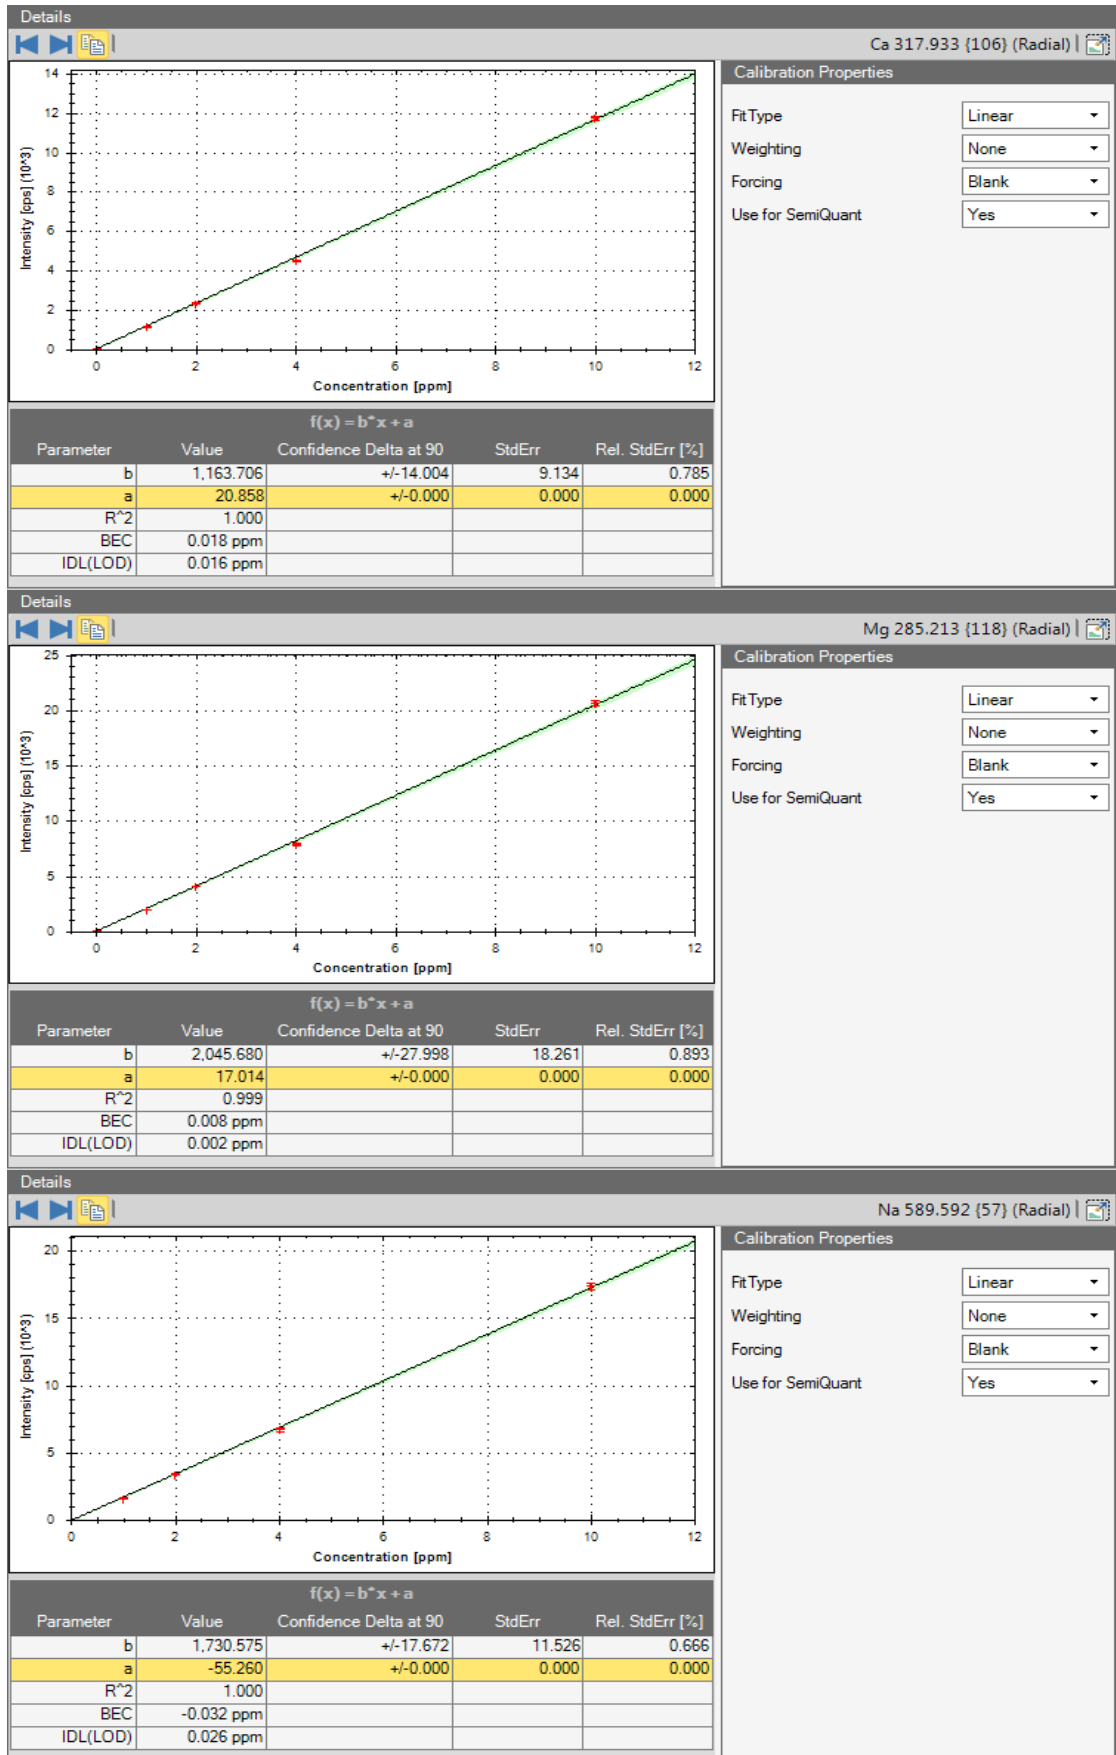 Details
Ca 317.933 {106} (Radial)
Calibration Properties
Fit Type Linear
Weighting None
Forcing Blank
Use for SemiQuant Yes
Intensity [cps] (10^3)
14
12
10
8
6
4
2
0
0 2 4 6 8 10 12
Concentration [ppm]
f(x) = b*x + a
Parameter Value Confidence Delta at 90 StdErr Rel. StdErr [%]
b 1,163.706 +/-14.004 9.134 0.785
a 20.858 +/-0.000 0.000 0.000
R^2 1.000
BEC 0.018 ppm
IDL(LOD) 0.016 ppm
Details
Mg 285.213 {118} (Radial)
Calibration Properties
Fit Type Linear
Weighting None
Forcing Blank
Use for SemiQuant Yes
Intensity [cps] (10^3)
25
20
15
10
5
0
0 2 4 6 8 10 12
Concentration [ppm]
f(x) = b*x + a
Parameter Value Confidence Delta at 90 StdErr Rel. StdErr [%]
b 2,045.680 +/-27.998 18.261 0.893
a 17.014 +/-0.000 0.000 0.000
R^2 0.999
BEC 0.008 ppm
IDL(LOD) 0.002 ppm
Details
Na 589.592 {57} (Radial)
Calibration Properties
Fit Type Linear
Weighting None
Forcing Blank
Use for SemiQuant Yes
Intensity [cps] (10^3)
20
15
10
5
0
0 2 4 6 8 10 12
Concentration [ppm]
f(x) = b*x + a
Parameter Value Confidence Delta at 90 StdErr Rel. StdErr [%]
b 1,730.575 +/-17.672 11.526 0.666
a -55.260 +/-0.000 0.000 0.000
R^2 1.000
BEC -0.032 ppm
IDL(LOD) 0.026 ppm